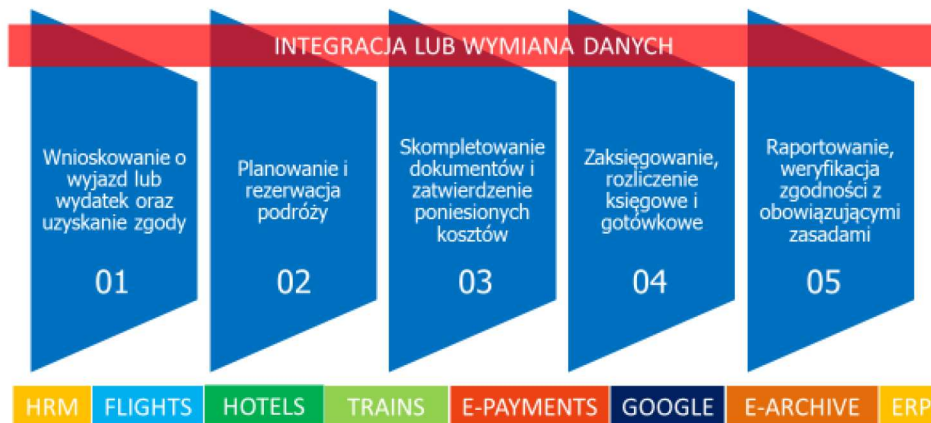 INTEGRACJA LUB WYMIANA DANYCH
Wnioskowanie o
wyjazd lub
wydatek oraz
uzyskanie zgody
01
Planowanie i
rezerwacja
podróży
02
Skompletowanie
dokumentów i
zatwierdzenie
poniesionych
kosztów
03
Zaksięgowanie,
rozliczenie
księgowe i
gotówkowe
04
Raportowanie,
weryfikacja
zgodności z
obowiązującymi
zasadami
05
HRM FLIGHTS HOTELS TRAINS E-PAYMENTS GOOGLE E-ARCHIVE ERP